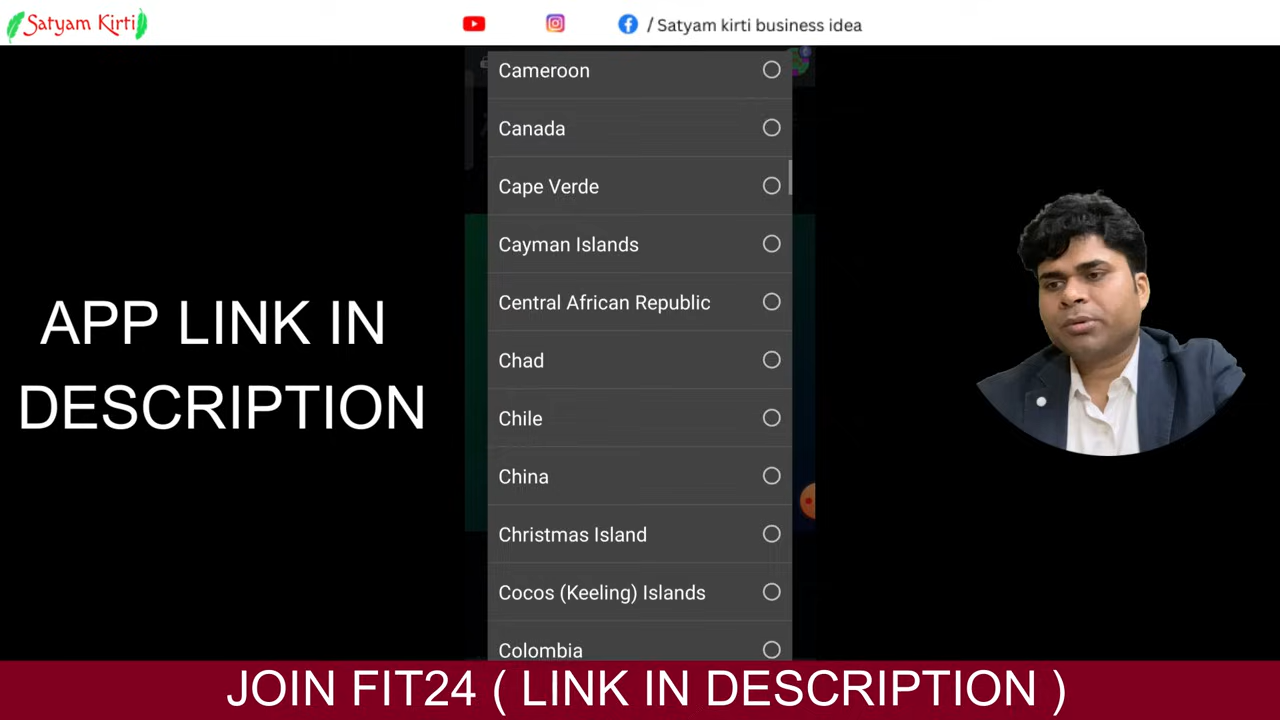 Satyam Kirti
/ Satyam kirti business idea
Cameroon
Canada
Cape Verde
Cayman Islands
Central African Republic
Chad
Chile
China
Christmas Island
Cocos (Keeling) Islands
Colombia
APP LINK IN
DESCRIPTION
JOIN FIT24 ( LINK IN DESCRIPTION )